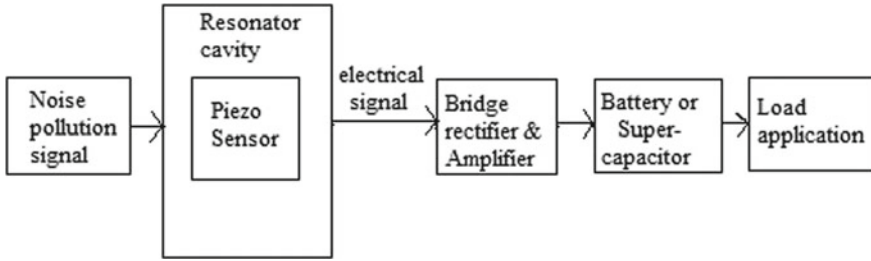 Resonator
cavity
Noise
pollution
signal
Piezo
Sensor
electrical
signal
Bridge
rectifier &
Amplifier
Battery or
Super-
capacitor
Load
application